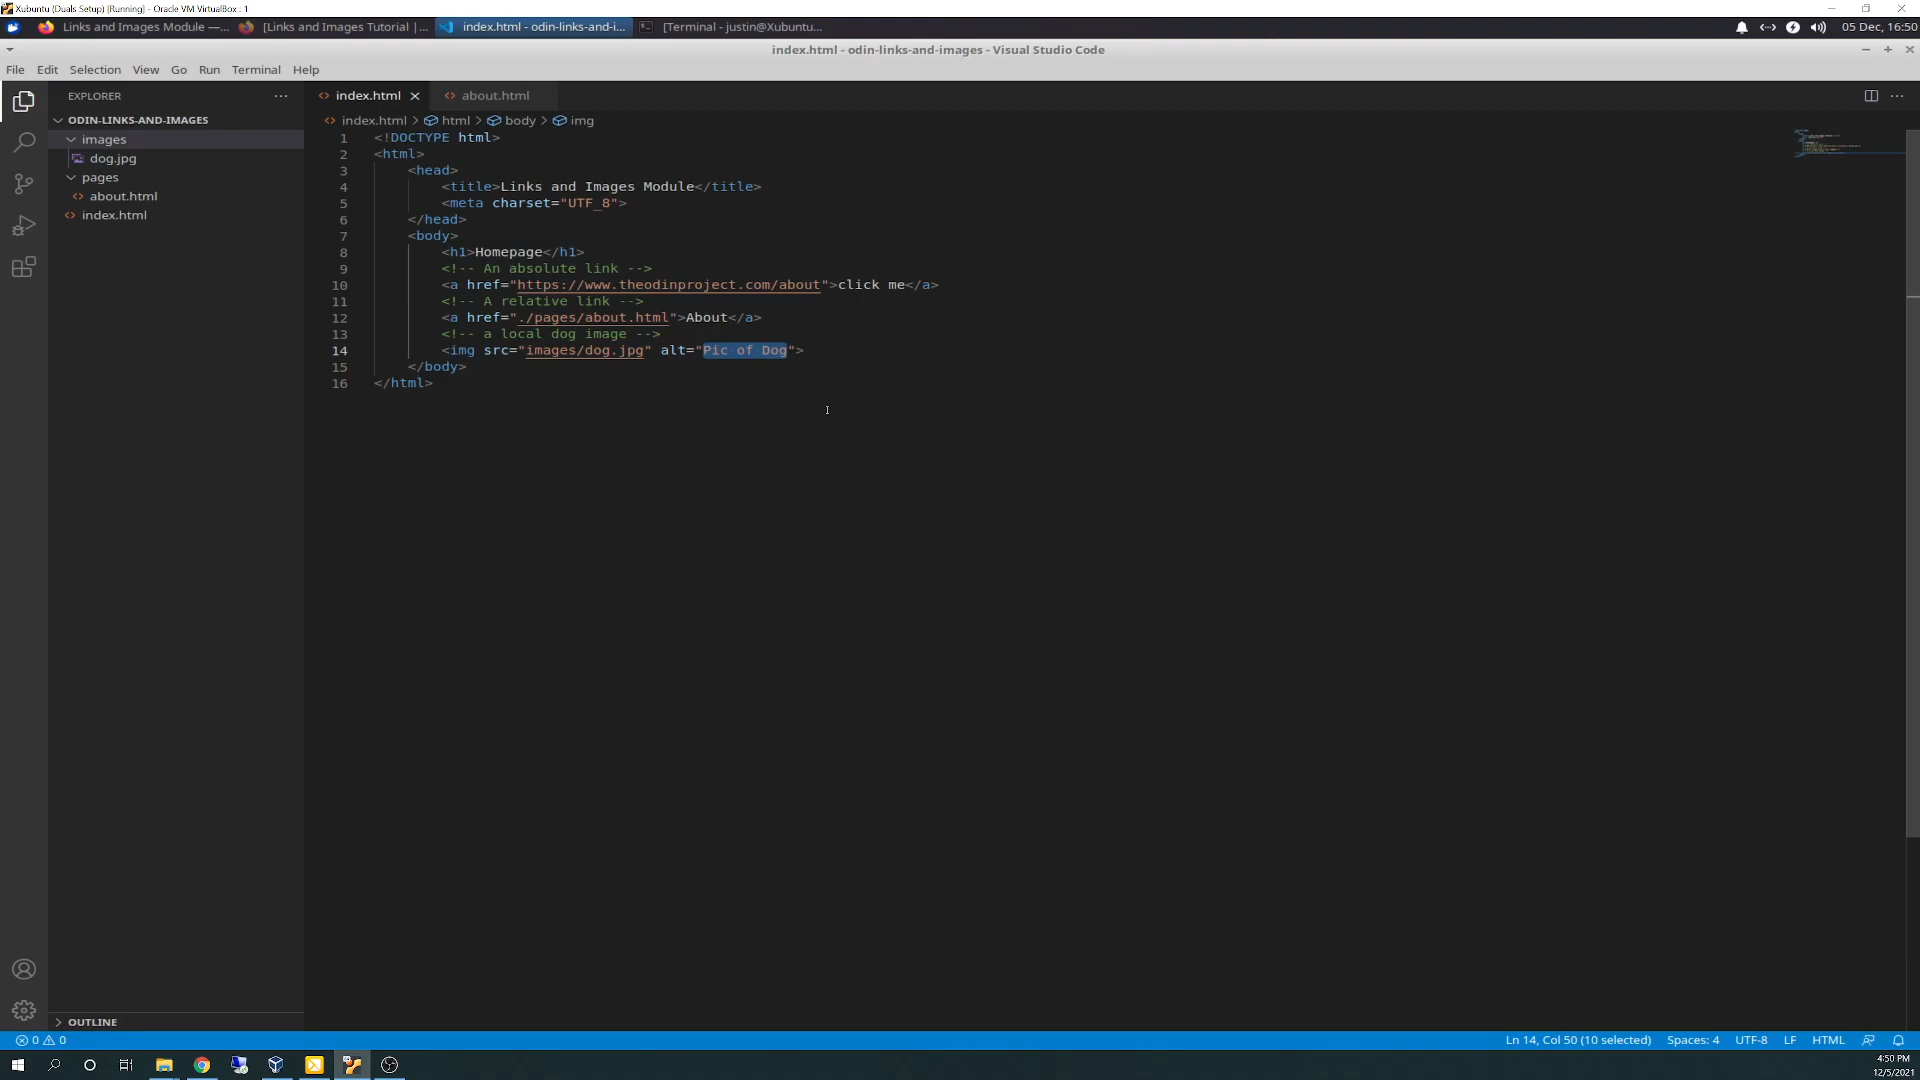 Xubuntu (Duals Setup) [Running] - Oracle VM VirtualBox : 1
Links and Images Module —...
[Links and Images Tutorial |...
index.html - odin-links-and-i...
[Terminal - justin@Xubuntu...
05 Dec, 16:50
index.html - odin-links-and-images - Visual Studio Code
File Edit Selection View Go Run Terminal Help
EXPLORER
index.html
about.html
ODIN-LINKS-AND-IMAGES
index.html > html > body > img
images
dog.jpg
pages
about.html
index.html
1 <!DOCTYPE html>
2 <html>
3 <head>
4 <title>Links and Images Module</title>
5 <meta charset="UTF_8">
6 </head>
7 <body>
8 <h1>Homepage</h1>
9 <!-- An absolute link -->
10 <a href="https://www.theodinproject.com/about">click me</a>
11 <!-- A relative link -->
12 <a href="./pages/about.html">About</a>
13 <!-- a local dog image -->
14 <img src="images/dog.jpg" alt="Pic of Dog">
15 </body>
16 </html>
OUTLINE
0 0
Ln 14, Col 50 (10 selected) Spaces: 4 UTF-8 LF HTML
4:50 PM
12/5/2021